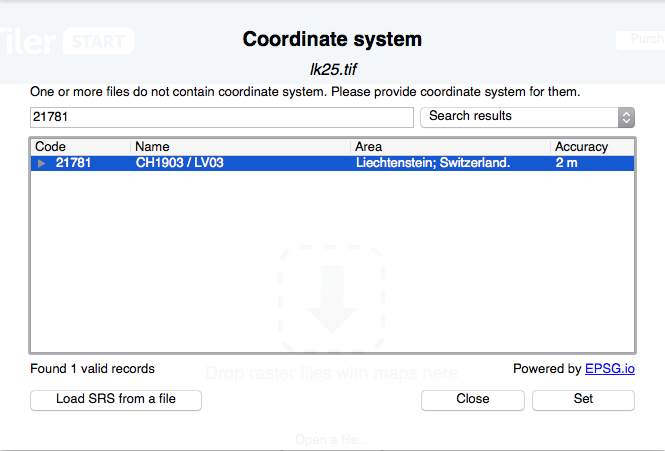 Tiler START
Purch
Coordinate system
lk25.tif
One or more files do not contain coordinate system. Please provide coordinate system for them.
21781 Search results
Code Name Area Accuracy
21781 CH1903 / LV03 Liechtenstein; Switzerland. 2 m
Drop raster files with maps here
Found 1 valid records Powered by EPSG.io
Load SRS from a file Close Set
Open a file...